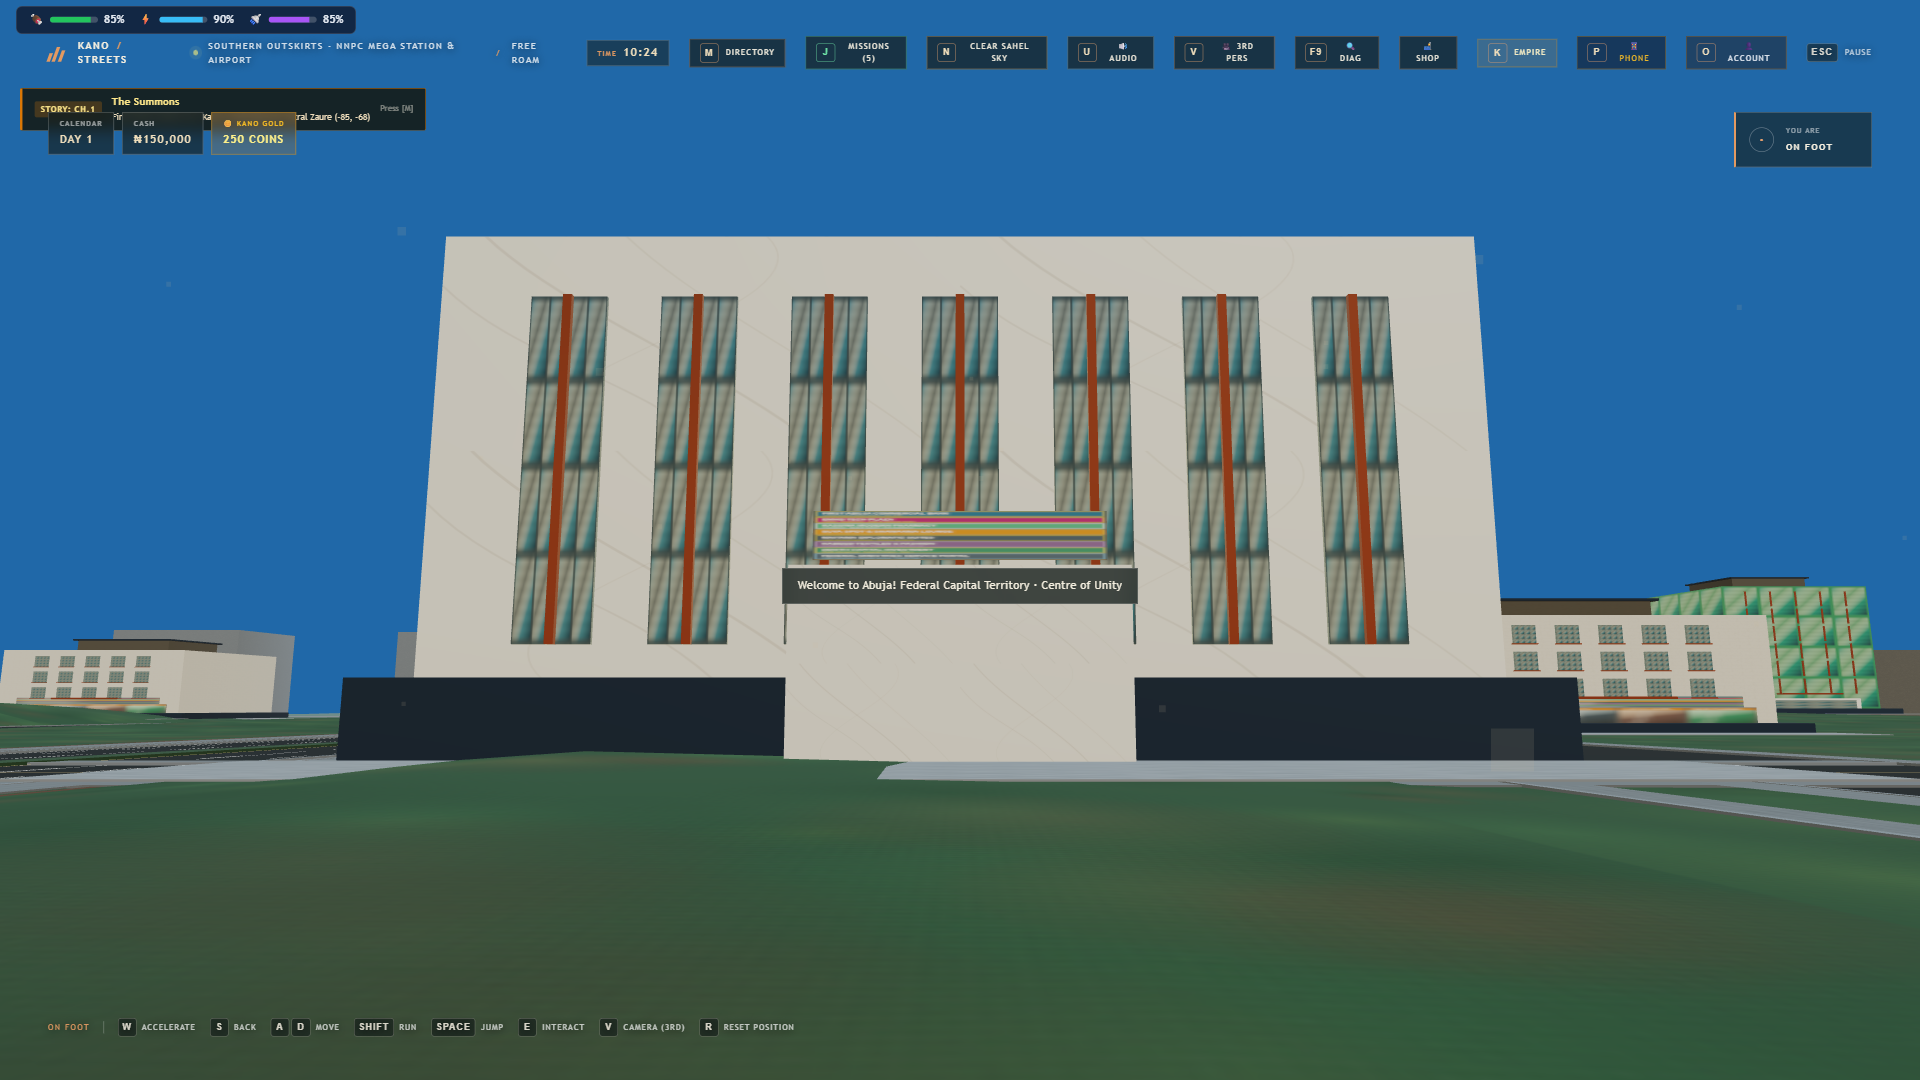 85%
90%
85%
KANO /
STREETS
SOUTHERN OUTSKIRTS - NNPC MEGA STATION &
AIRPORT
/
FREE
ROAM
TIME 10:24
M DIRECTORY
J MISSIONS
(5)
N CLEAR SAHEL
SKY
U AUDIO
V 3RD
PERS
F9 DIAG
SHOP
K EMPIRE
P PHONE
O ACCOUNT
ESC PAUSE
STORY: CH.1
The Summons
Press [M]
ral Zaure (-85, -68)
CALENDAR
DAY 1
CASH
₦150,000
KANO GOLD
250 COINS
YOU ARE
ON FOOT
Welcome to Abuja! Federal Capital Territory · Centre of Unity
ON FOOT
W ACCELERATE
S BACK
A D MOVE
SHIFT RUN
SPACE JUMP
E INTERACT
V CAMERA (3RD)
R RESET POSITION